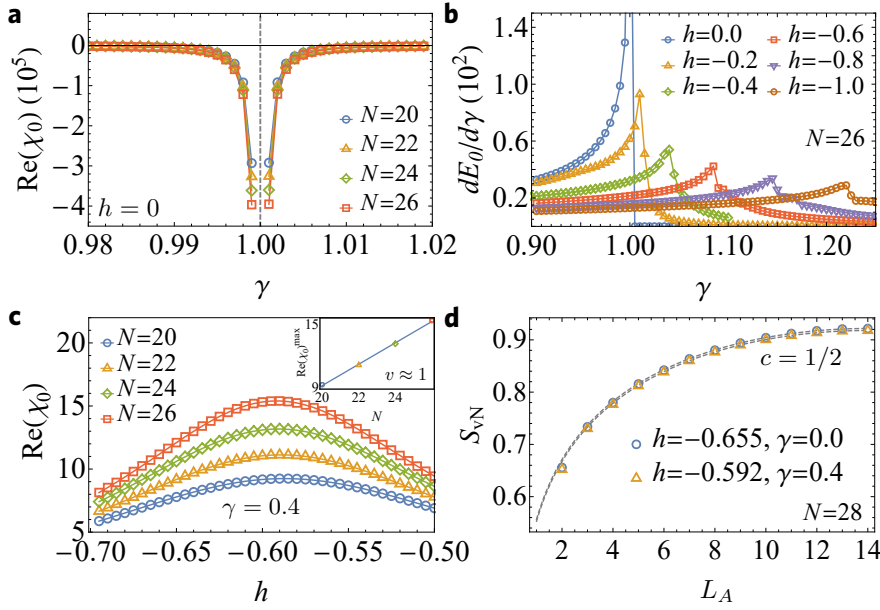 a
Re(χ₀) (10⁵)
0
−1
−2
−3
−4
N=20
N=22
N=24
N=26
h = 0
0.98 0.99 1.00 1.01 1.02
γ
b
dE₀/dγ (10²)
1.4
1.0
0.6
0.2
h=0.0 h=−0.6
h=−0.2 h=−0.8
h=−0.4 h=−1.0
N=26
0.90 1.00 1.10 1.20
γ
c
Re(χ₀)
20
15
10
5
N=20
N=22
N=24
N=26
Re(χ₀)ᵐᵃˣ
15
9
ν ≈ 1
20 22 24
N
γ = 0.4
−0.70 −0.65 −0.60 −0.55 −0.50
h
d
S_vN
0.9
0.8
0.7
0.6
c = 1/2
h=−0.655, γ=0.0
h=−0.592, γ=0.4
N=28
2 4 6 8 10 12 14
L_A